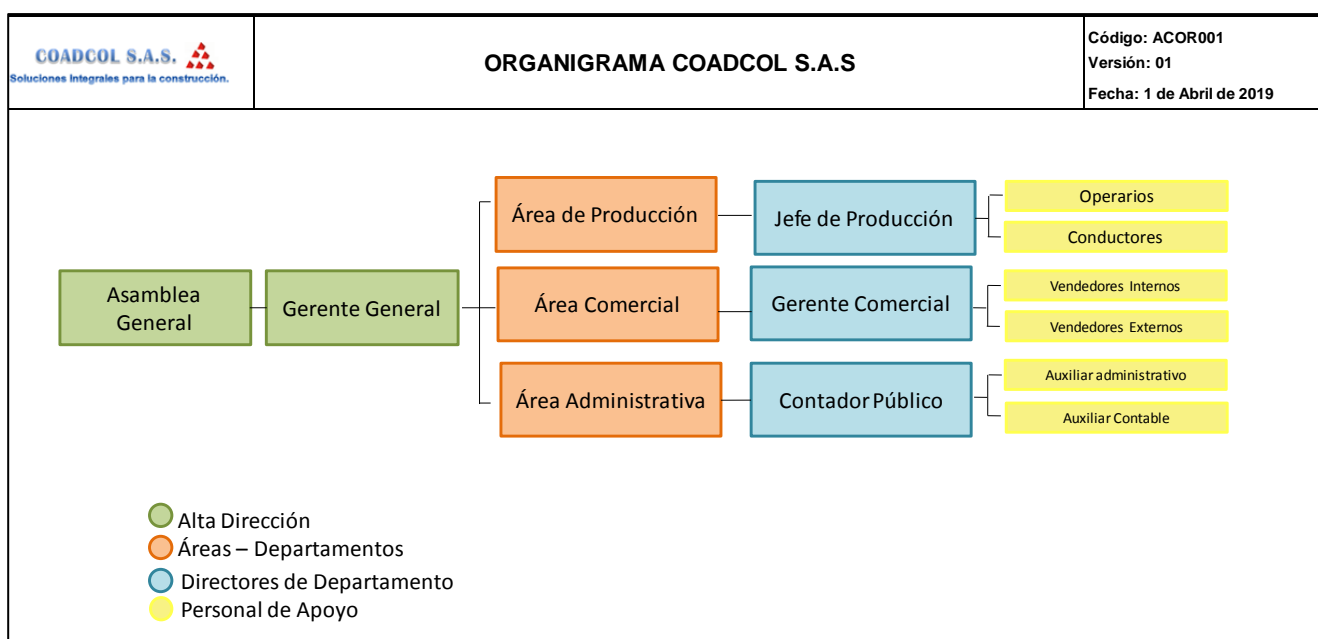 COADCOL S.A.S.
Soluciones Integrales para la construcción.
ORGANIGRAMA COADCOL S.A.S
Código: ACOR001
Versión: 01
Fecha: 1 de Abril de 2019
Asamblea
General
Gerente General
Área de Producción
Jefe de Producción
Operarios
Conductores
Área Comercial
Gerente Comercial
Vendedores Internos
Vendedores Externos
Área Administrativa
Contador Público
Auxiliar administrativo
Auxiliar Contable
Alta Dirección
Áreas – Departamentos
Directores de Departamento
Personal de Apoyo